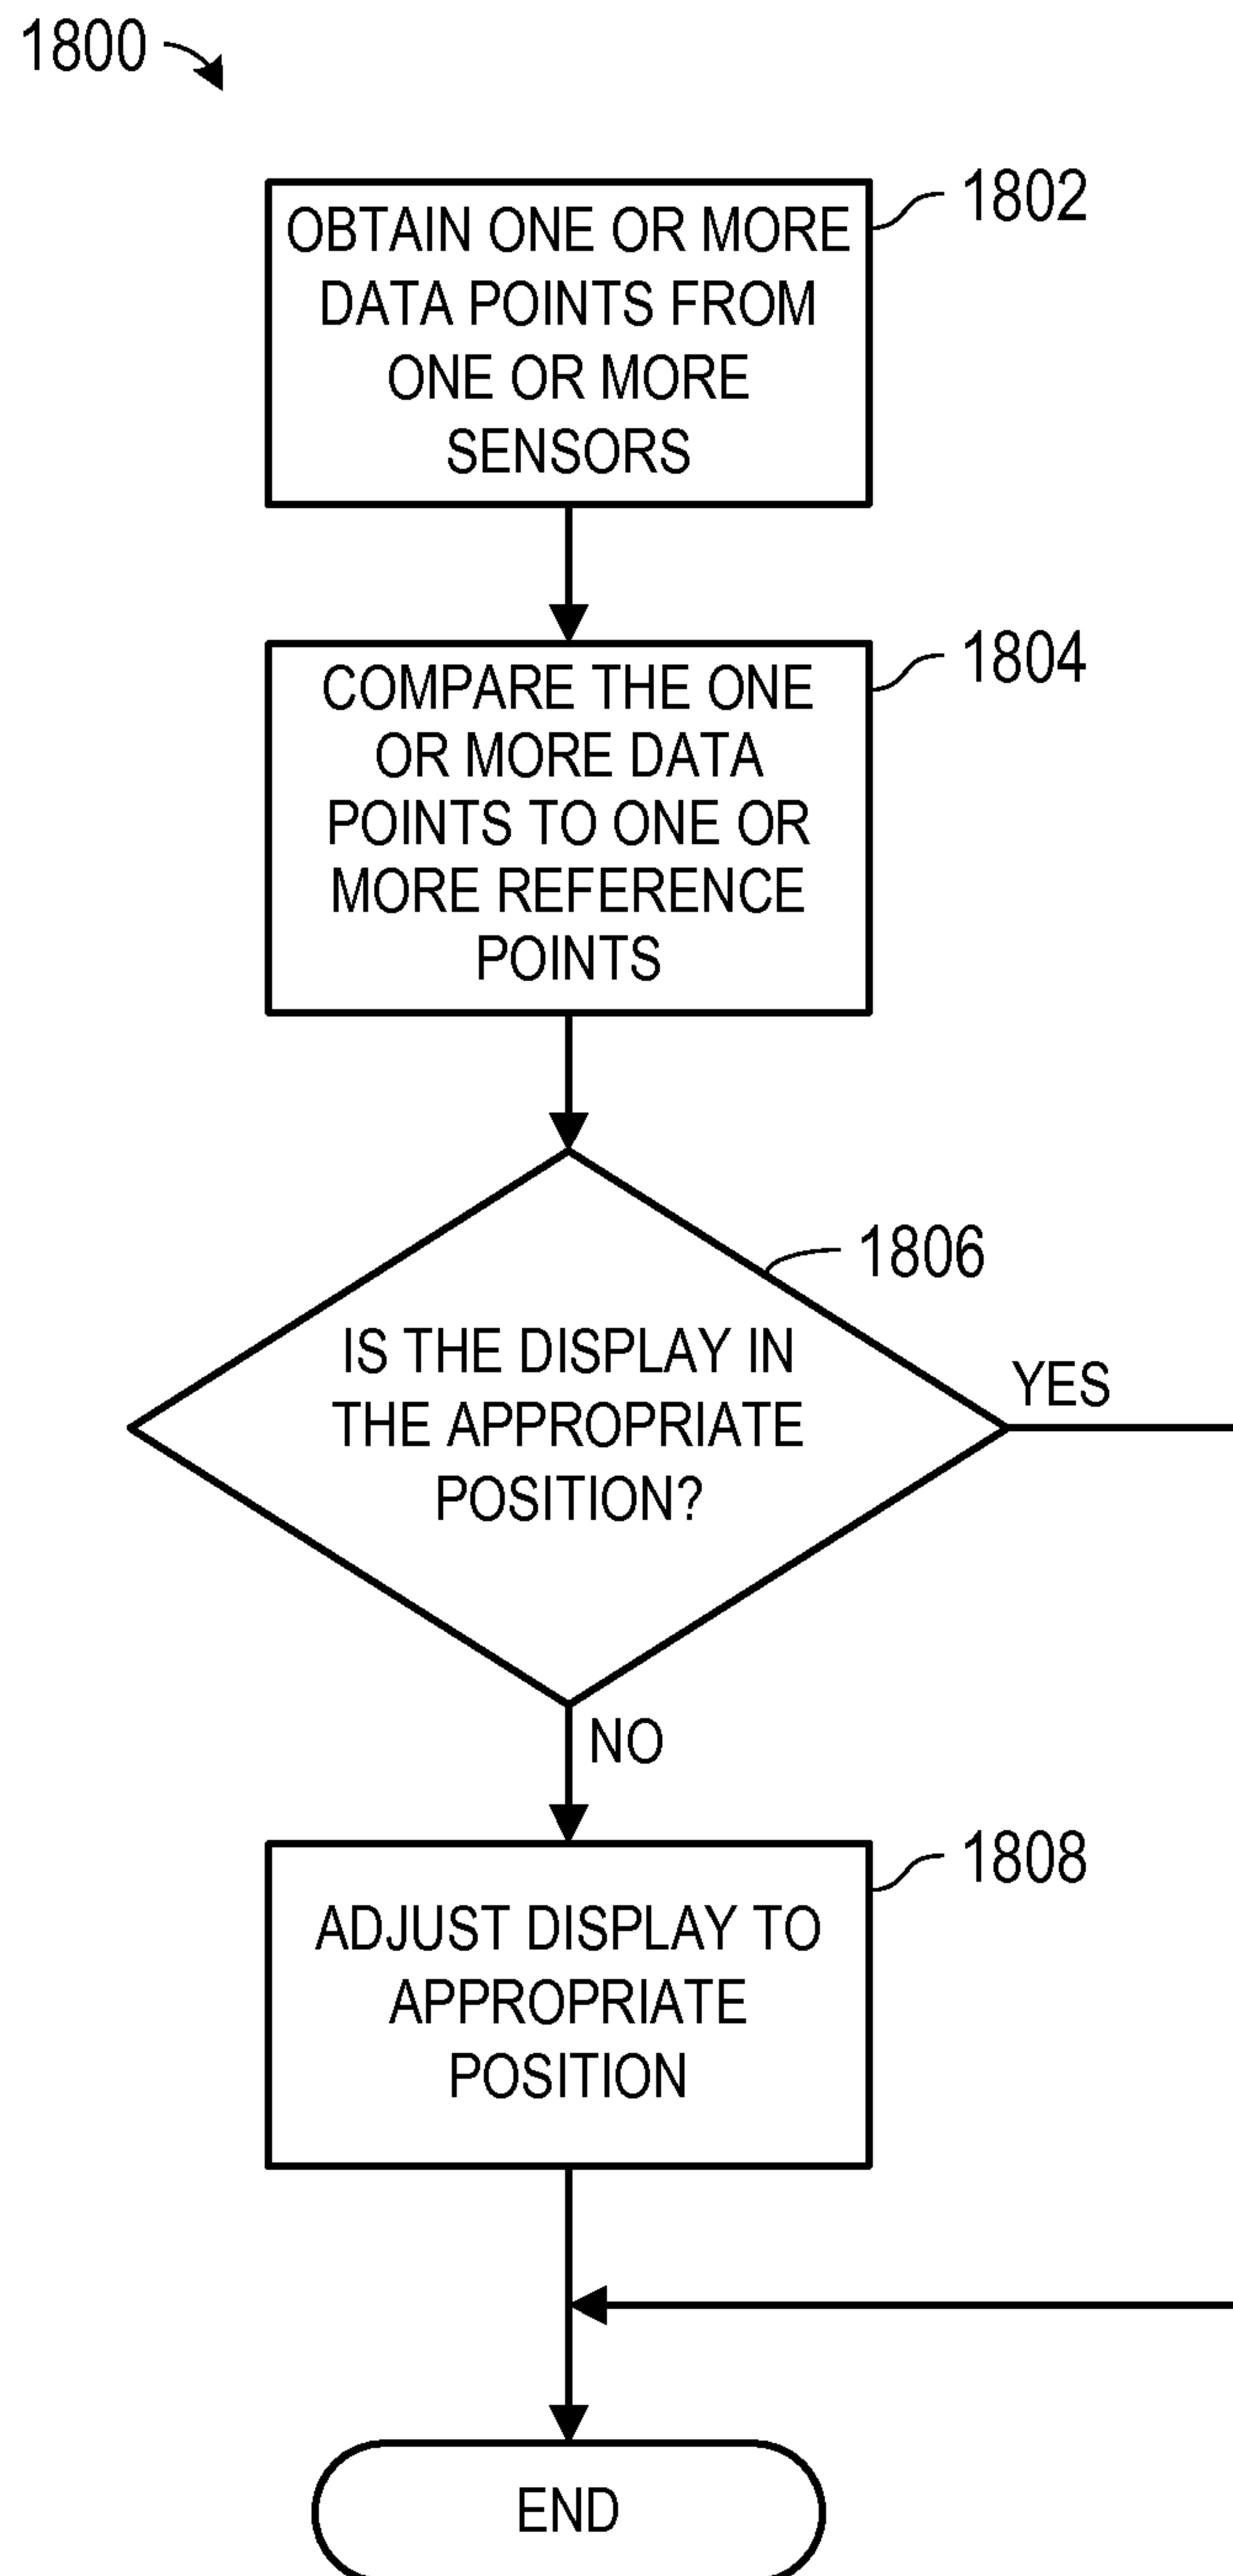 1800
OBTAIN ONE OR MORE
DATA POINTS FROM
ONE OR MORE
SENSORS
1802
COMPARE THE ONE
OR MORE DATA
POINTS TO ONE OR
MORE REFERENCE
POINTS
1804
IS THE DISPLAY IN
THE APPROPRIATE
POSITION?
1806
YES
NO
ADJUST DISPLAY TO
APPROPRIATE
POSITION
1808
END